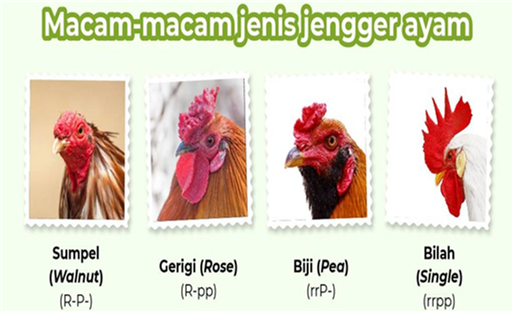 Macam-macam jenis jengger ayam
Sumpel
(Walnut)
(R-P-)
Gerigi (Rose)
(R-pp)
Biji (Pea)
(rrP-)
Bilah
(Single)
(rrpp)